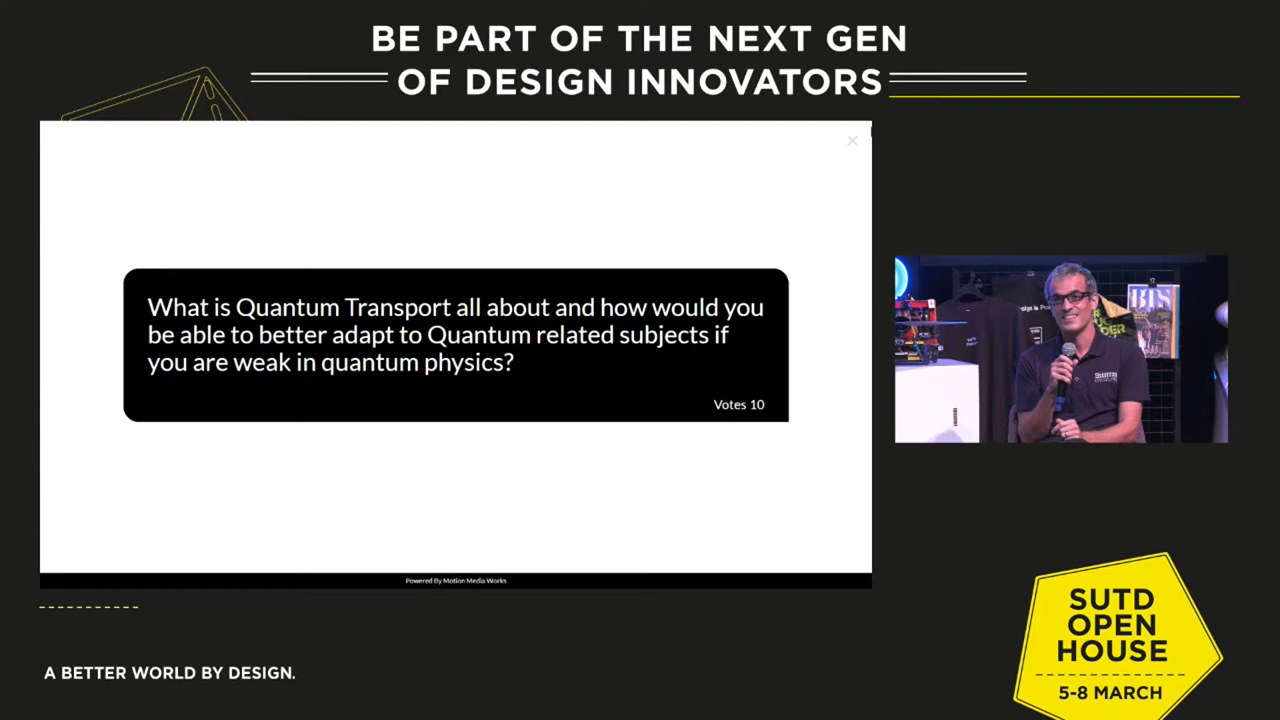 BE PART OF THE NEXT GEN
OF DESIGN INNOVATORS
What is Quantum Transport all about and how would you
be able to better adapt to Quantum related subjects if
you are weak in quantum physics?
Votes 10
Powered By Motion Media Works
BTS
SUTD
OPEN
HOUSE
5-8 MARCH
A BETTER WORLD BY DESIGN.